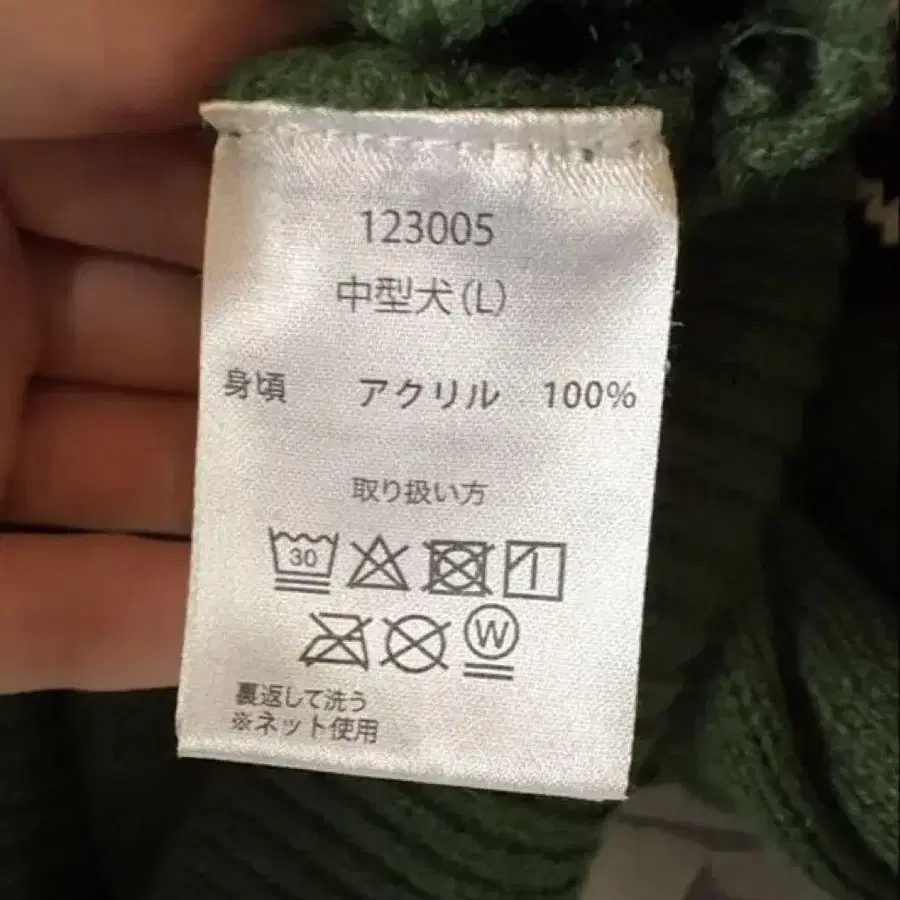 123005
中型犬(L)
身頃 アクリル 100%
取り扱い方
30
W
裏返して洗う
※ネット使用